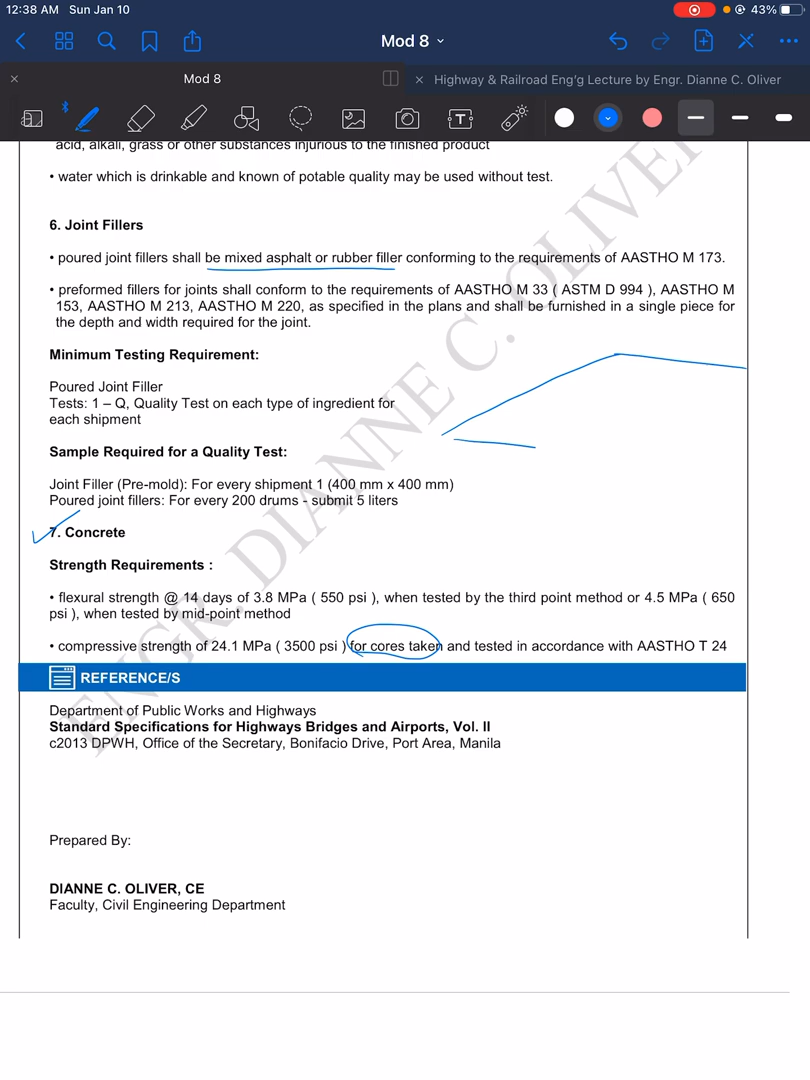 12:38 AM Sun Jan 10
43%
Mod 8
Mod 8
Highway & Railroad Eng'g Lecture by Engr. Dianne C. Oliver
acid, alkali, grass or other substances injurious to the finished product
• water which is drinkable and known of potable quality may be used without test.
6. Joint Fillers
• poured joint fillers shall be mixed asphalt or rubber filler conforming to the requirements of AASTHO M 173.
• preformed fillers for joints shall conform to the requirements of AASTHO M 33 ( ASTM D 994 ), AASTHO M
153, AASTHO M 213, AASTHO M 220, as specified in the plans and shall be furnished in a single piece for
the depth and width required for the joint.
Minimum Testing Requirement:
Poured Joint Filler
Tests: 1 – Q, Quality Test on each type of ingredient for
each shipment
Sample Required for a Quality Test:
Joint Filler (Pre-mold): For every shipment 1 (400 mm x 400 mm)
Poured joint fillers: For every 200 drums - submit 5 liters
7. Concrete
Strength Requirements :
• flexural strength @ 14 days of 3.8 MPa ( 550 psi ), when tested by the third point method or 4.5 MPa ( 650
psi ), when tested by mid-point method
• compressive strength of 24.1 MPa ( 3500 psi ) for cores taken and tested in accordance with AASTHO T 24
REFERENCE/S
Department of Public Works and Highways
Standard Specifications for Highways Bridges and Airports, Vol. II
c2013 DPWH, Office of the Secretary, Bonifacio Drive, Port Area, Manila
Prepared By:
DIANNE C. OLIVER, CE
Faculty, Civil Engineering Department
ENGR. DIANNE C. OLIVER